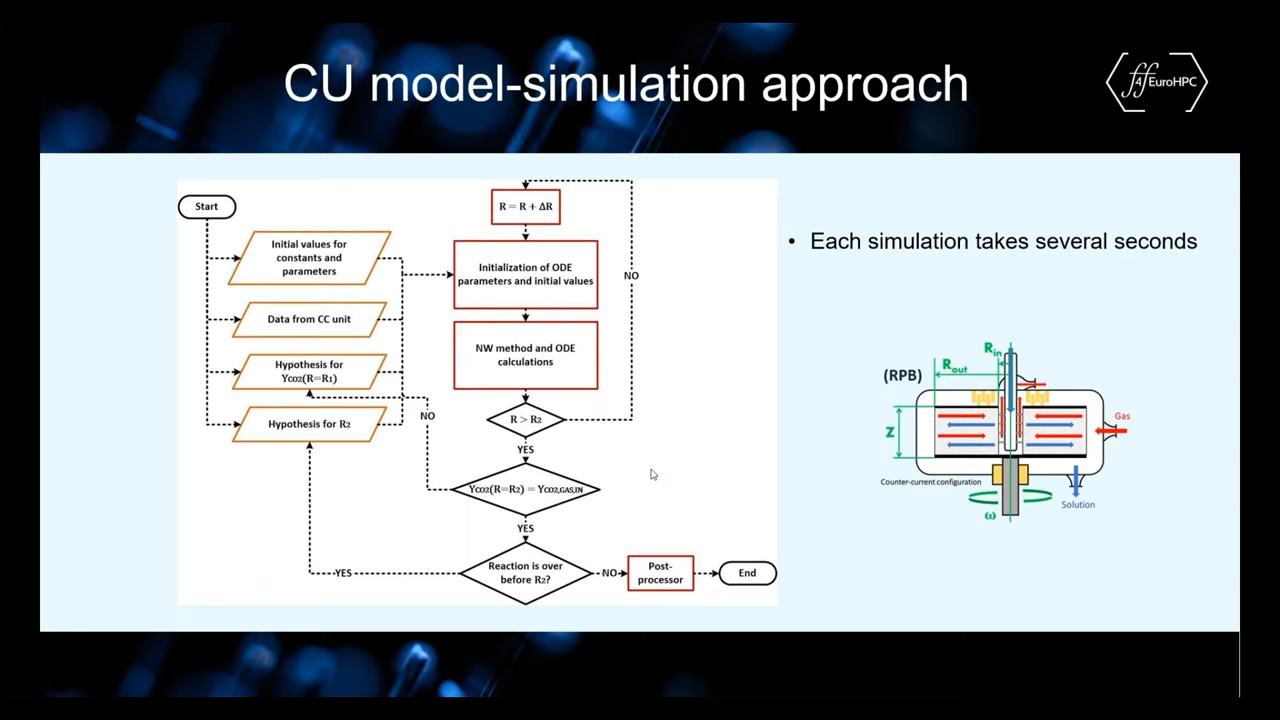 CU model-simulation approach
ff4EuroHPC
Start
Initial values for
constants and
parameters
Data from CC unit
Hypothesis for
YCO2(R=R1)
Hypothesis for R2
R = R + ΔR
Initialization of ODE
parameters and initial values
NW method and ODE
calculations
R > R2
NO
YES
YCO2(R=R2) = YCO2,GAS,IN
NO
YES
Reaction is over
before R2?
YES
NO
Post-
processor
End
• Each simulation takes several seconds
(RPB)
Rin
Rout
Z
Gas
Counter-current configuration
Solution
ω